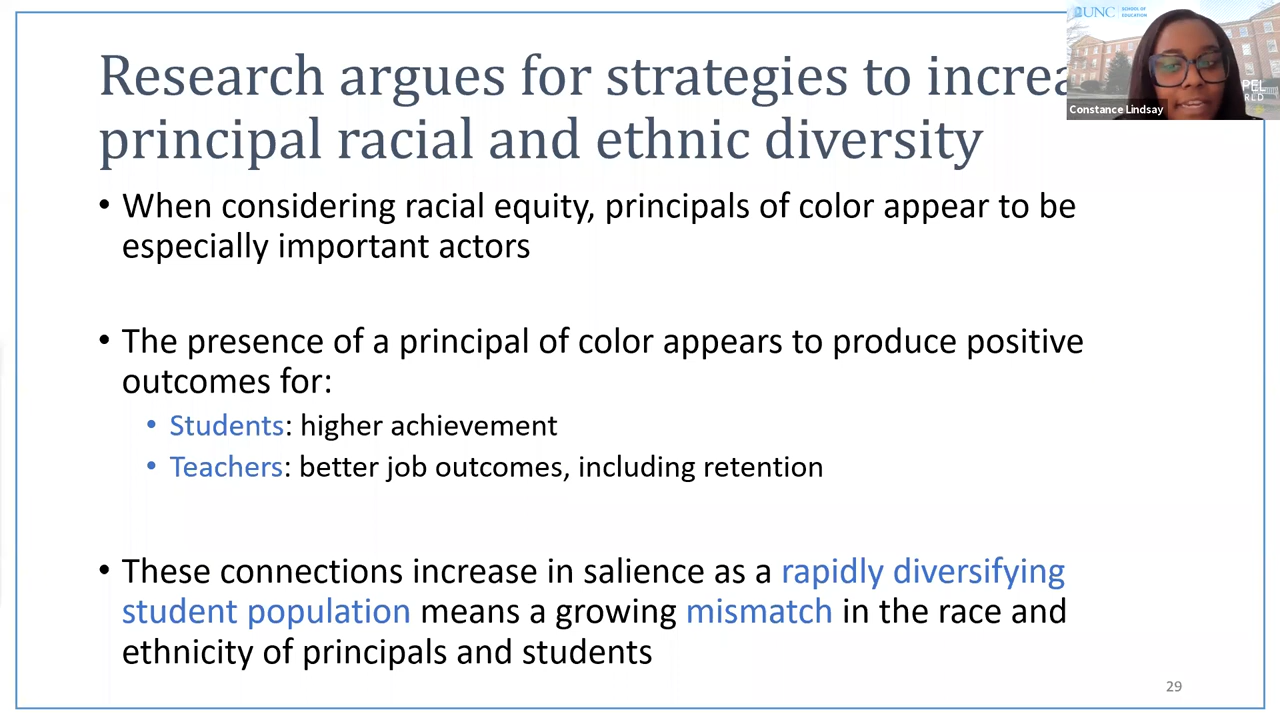 Research argues for strategies to increa
principal racial and ethnic diversity
• When considering racial equity, principals of color appear to be
especially important actors
• The presence of a principal of color appears to produce positive
outcomes for:
• Students: higher achievement
• Teachers: better job outcomes, including retention
• These connections increase in salience as a rapidly diversifying
student population means a growing mismatch in the race and
ethnicity of principals and students
29
UNC SCHOOL OF
EDUCATION
PEL
RLD
Constance Lindsay